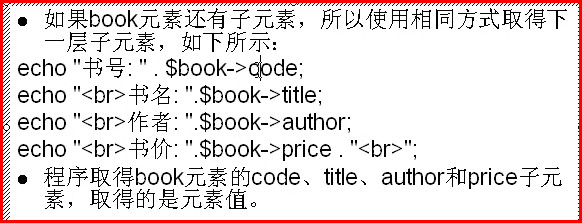 ● 如果book元素还有子元素，所以使用相同方式取得下
一层子元素，如下所示：
echo "书号: " . $book->code;
echo "<br>书名: ".$book->title;
echo "<br>作者: ".$book->author;
echo "<br>书价: ".$book->price . "<br>";
● 程序取得book元素的code、title、author和price子元
素，取得的是元素值。